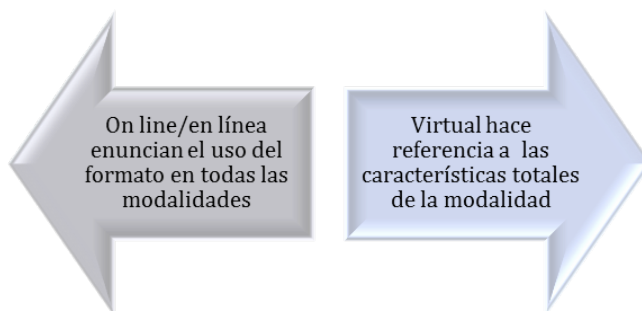 On line/en línea
enuncian el uso del
formato en todas las
modalidades
Virtual hace
referencia a las
características totales
de la modalidad